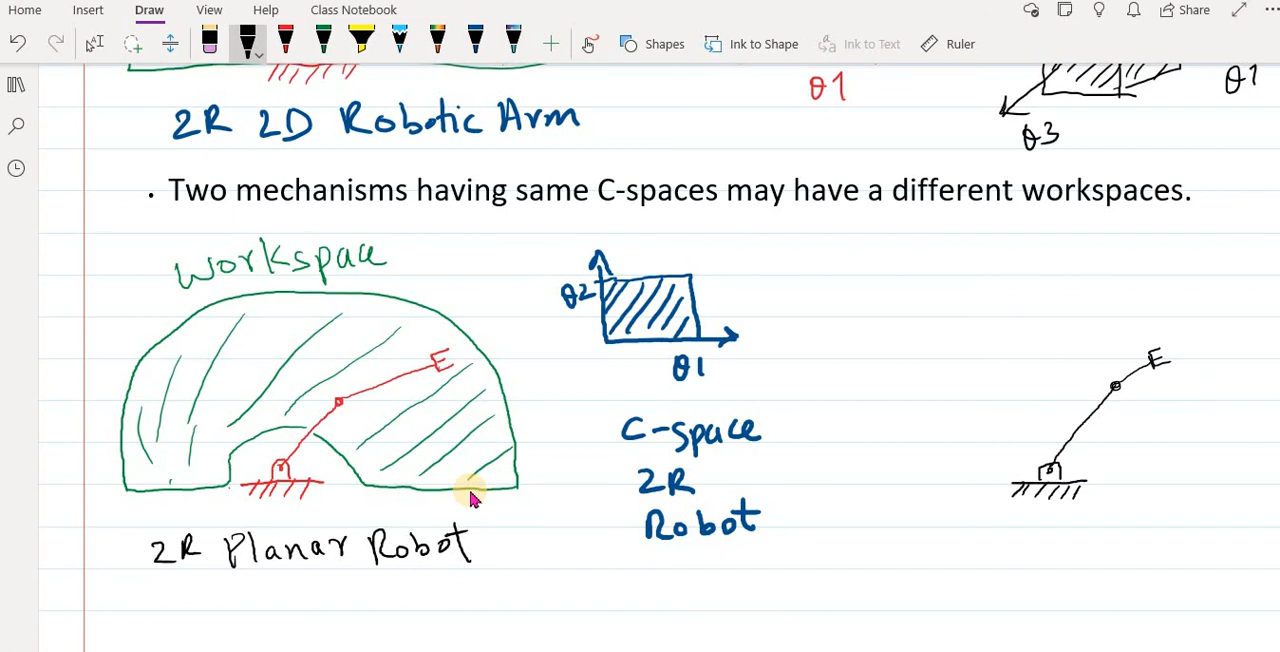 Home Insert Draw View Help Class Notebook Share
Shapes Ink to Shape Ink to Text Ruler
θ1
θ1
2R 2D Robotic Arm
θ3
. Two mechanisms having same C-spaces may have a different workspaces.
Workspace
θ2
E
E
θ1
C-space
2R
Robot
2R Planar Robot